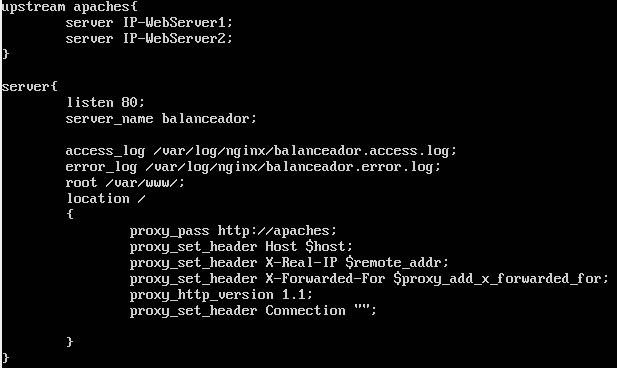 upstream apaches{
        server IP-WebServer1;
        server IP-WebServer2;
}

server{
        listen 80;
        server_name balanceador;

        access_log /var/log/nginx/balanceador.access.log;
        error_log /var/log/nginx/balanceador.error.log;
        root /var/www/;
        location /
        {
                proxy_pass http://apaches;
                proxy_set_header Host $host;
                proxy_set_header X-Real-IP $remote_addr;
                proxy_set_header X-Forwarded-For $proxy_add_x_forwarded_for;
                proxy_http_version 1.1;
                proxy_set_header Connection "";

        }
}